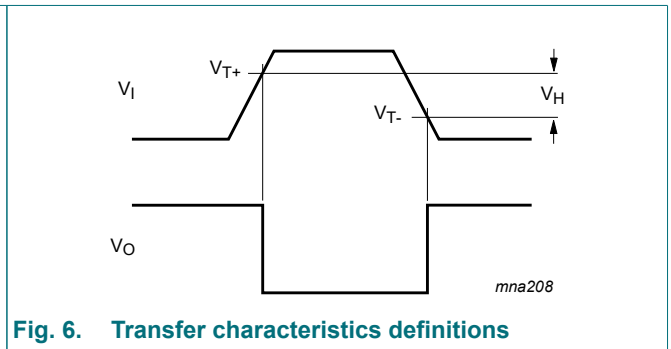 VT+
VI
VH
VT-
VO
mna208
Fig. 6. Transfer characteristics definitions